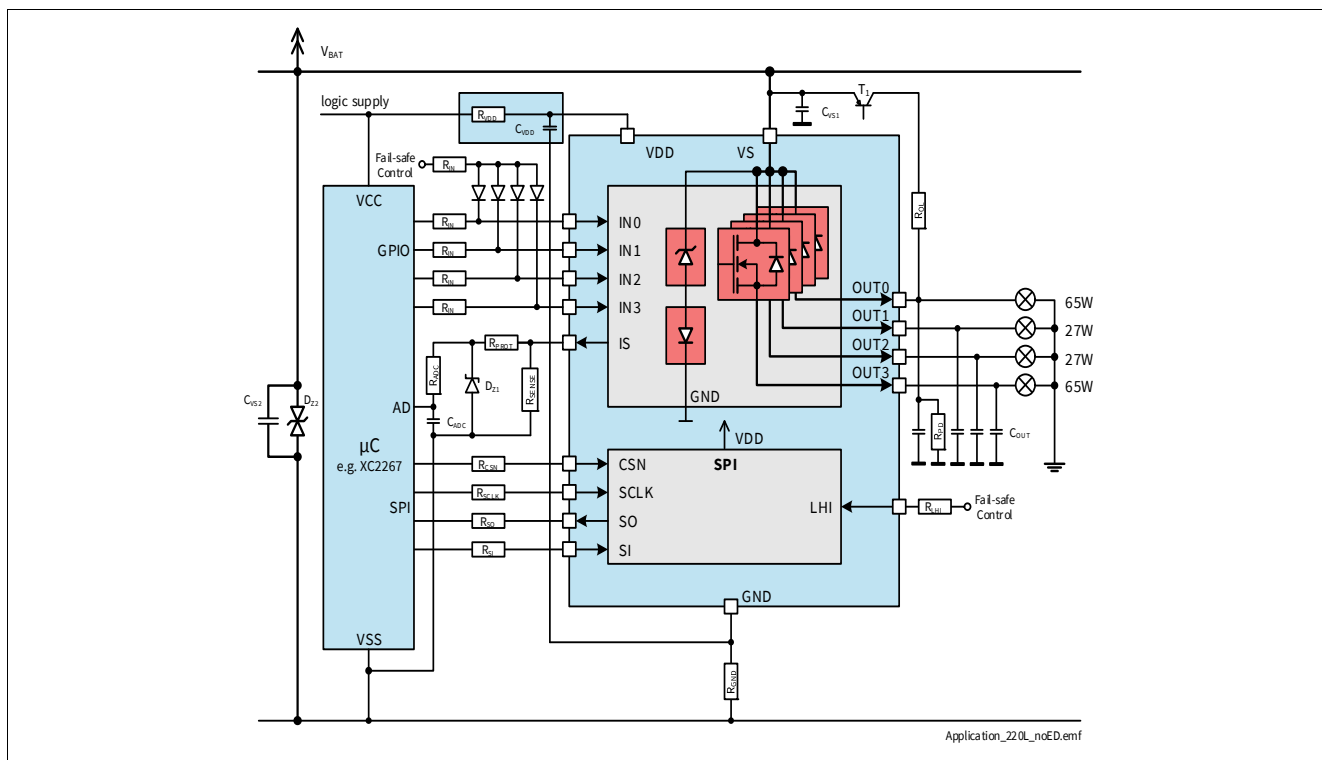 VBAT
logic supply
RVDD
CVDD
CVS1
T1
VDD
VS
Fail-safe
Control
RIN
VCC
ROL
RIN
IN0
GPIO
RIN
IN1
RIN
IN2
OUT0
65W
RIN
IN3
OUT1
27W
RPROT
IS
OUT2
27W
RADC
DZ1
RSENSE
OUT3
65W
GND
CVS2
DZ2
AD
CADC
RPD
COUT
VDD
µC
e.g. XC2267
RCSN
CSN
SPI
RSCLK
SCLK
Fail-safe
Control
SPI
LHI
RLHI
RSO
SO
RSI
SI
GND
VSS
RGND
Application_220L_noED.emf